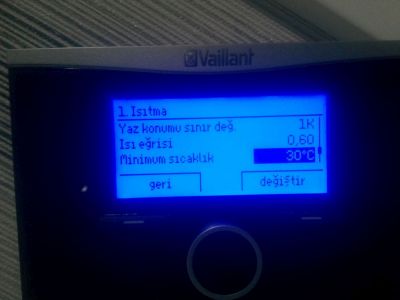 Vaillant
1. Isıtma
Yaz konumu sınır değ. 1K
Isı eğrisi 0,60
Minimum sıcaklık 30°C
geri değiştir